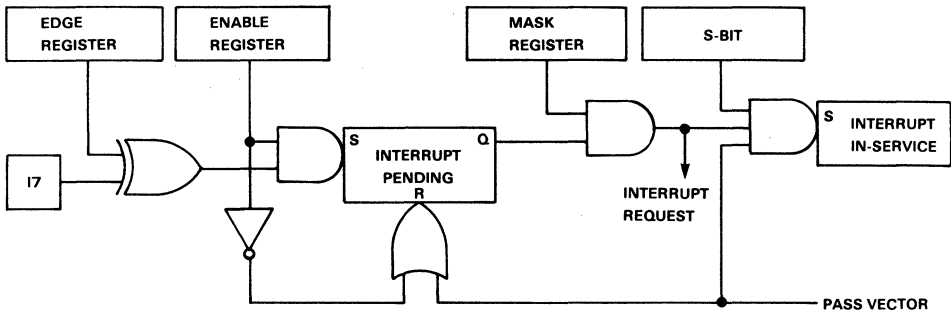 EDGE
REGISTER
ENABLE
REGISTER
MASK
REGISTER
S-BIT
I7
S
INTERRUPT
PENDING
R
Q
INTERRUPT
REQUEST
S
INTERRUPT
IN-SERVICE
PASS VECTOR